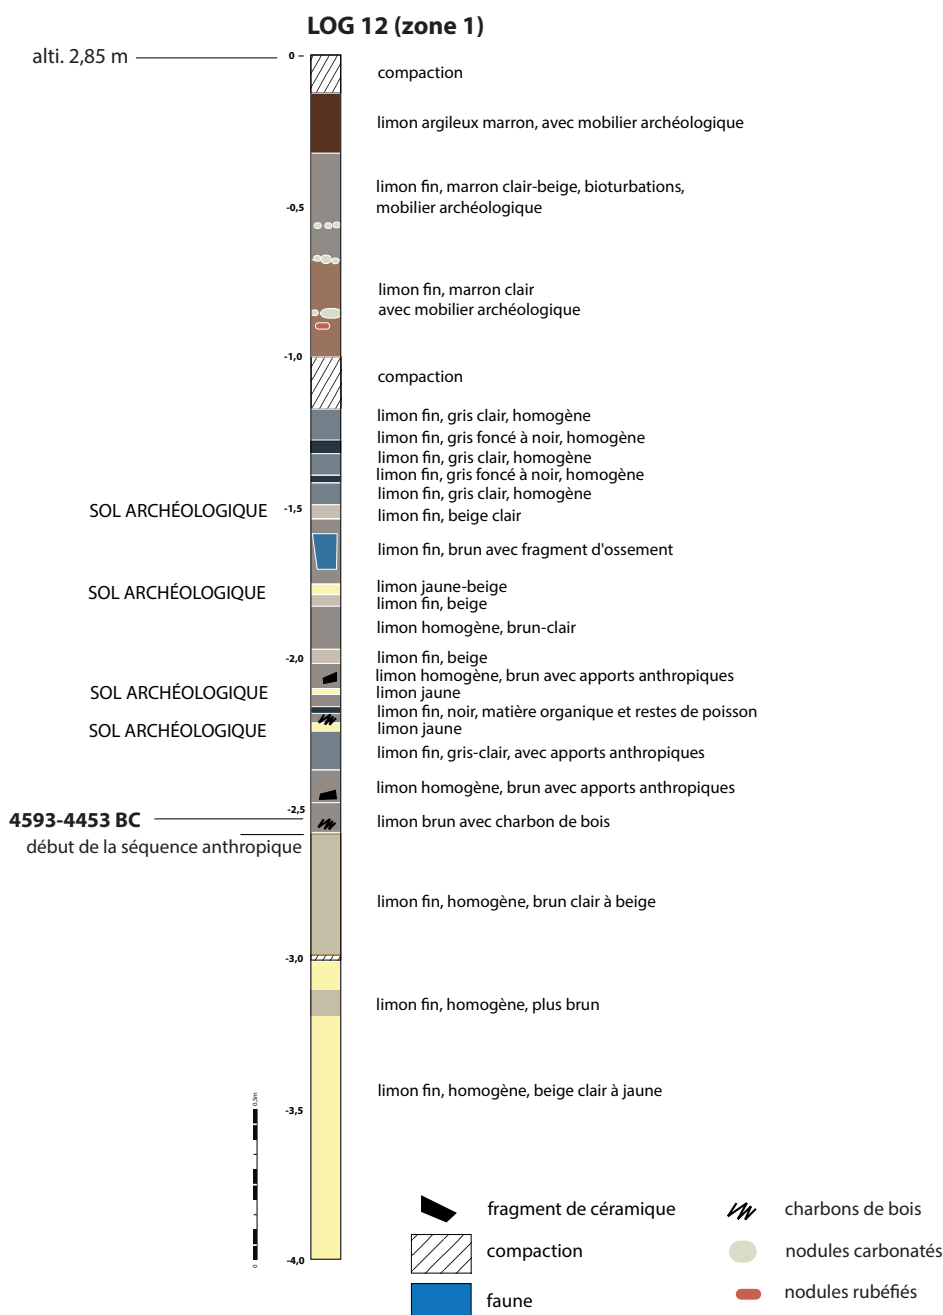 LOG 12 (zone 1)
alti. 2,85 m
0
compaction
limon argileux marron, avec mobilier archéologique
limon fin, marron clair-beige, bioturbations,
mobilier archéologique
-0,5
limon fin, marron clair
avec mobilier archéologique
-1,0
compaction
limon fin, gris clair, homogène
limon fin, gris foncé à noir, homogène
limon fin, gris clair, homogène
limon fin, gris foncé à noir, homogène
limon fin, gris clair, homogène
SOL ARCHÉOLOGIQUE
-1,5
limon fin, beige clair
limon fin, brun avec fragment d'ossement
SOL ARCHÉOLOGIQUE
limon jaune-beige
limon fin, beige
limon homogène, brun-clair
-2,0
limon fin, beige
limon homogène, brun avec apports anthropiques
SOL ARCHÉOLOGIQUE
limon jaune
limon fin, noir, matière organique et restes de poisson
SOL ARCHÉOLOGIQUE
limon jaune
limon fin, gris-clair, avec apports anthropiques
limon homogène, brun avec apports anthropiques
-2,5
4593-4453 BC
limon brun avec charbon de bois
début de la séquence anthropique
limon fin, homogène, brun clair à beige
-3,0
limon fin, homogène, plus brun
limon fin, homogène, beige clair à jaune
0,5m
-3,5
0
-4,0
fragment de céramique
charbons de bois
compaction
nodules carbonatés
faune
nodules rubéfiés